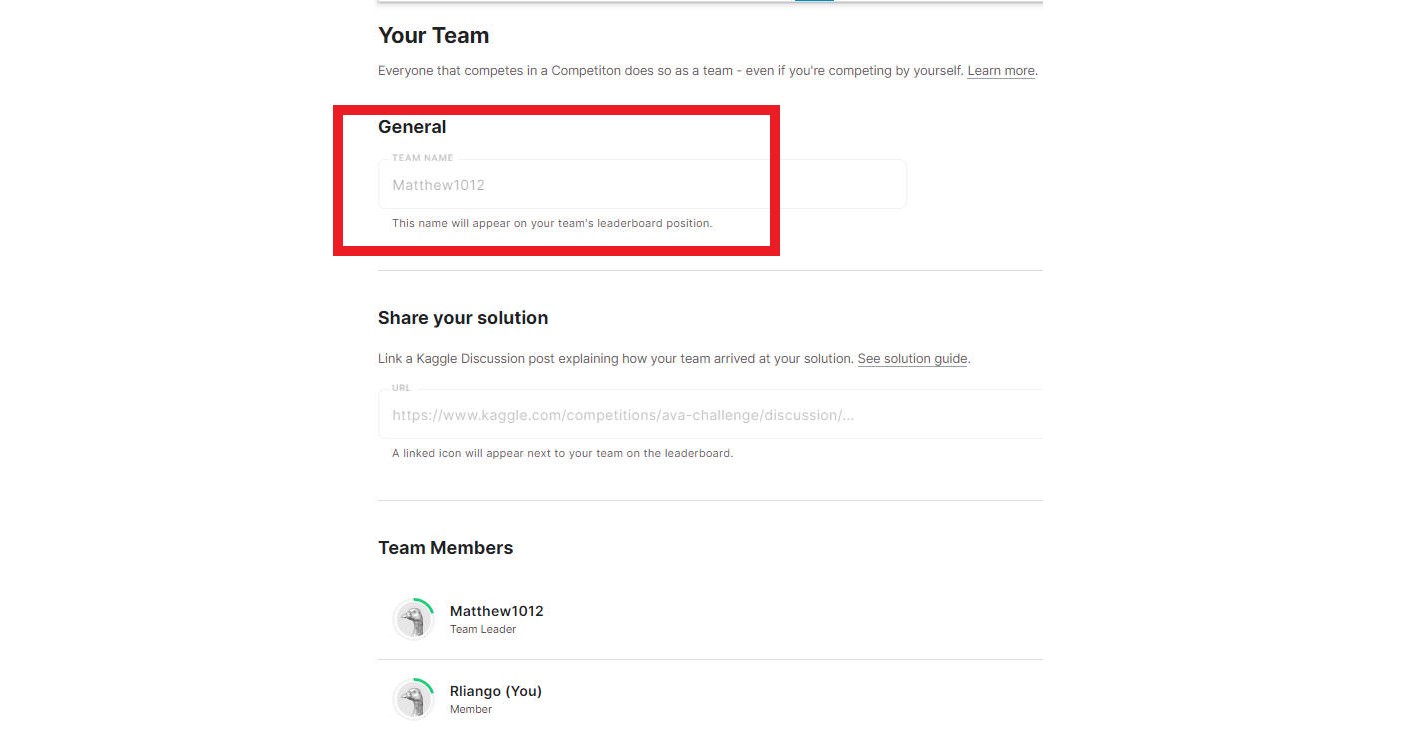 Your Team
Everyone that competes in a Competiton does so as a team - even if you're competing by yourself. Learn more.
General
TEAM NAME
Matthew1012
This name will appear on your team's leaderboard position.
Share your solution
Link a Kaggle Discussion post explaining how your team arrived at your solution. See solution guide.
URL
https://www.kaggle.com/competitions/ava-challenge/discussion/...
A linked icon will appear next to your team on the leaderboard.
Team Members
Matthew1012
Team Leader
Rliango (You)
Member